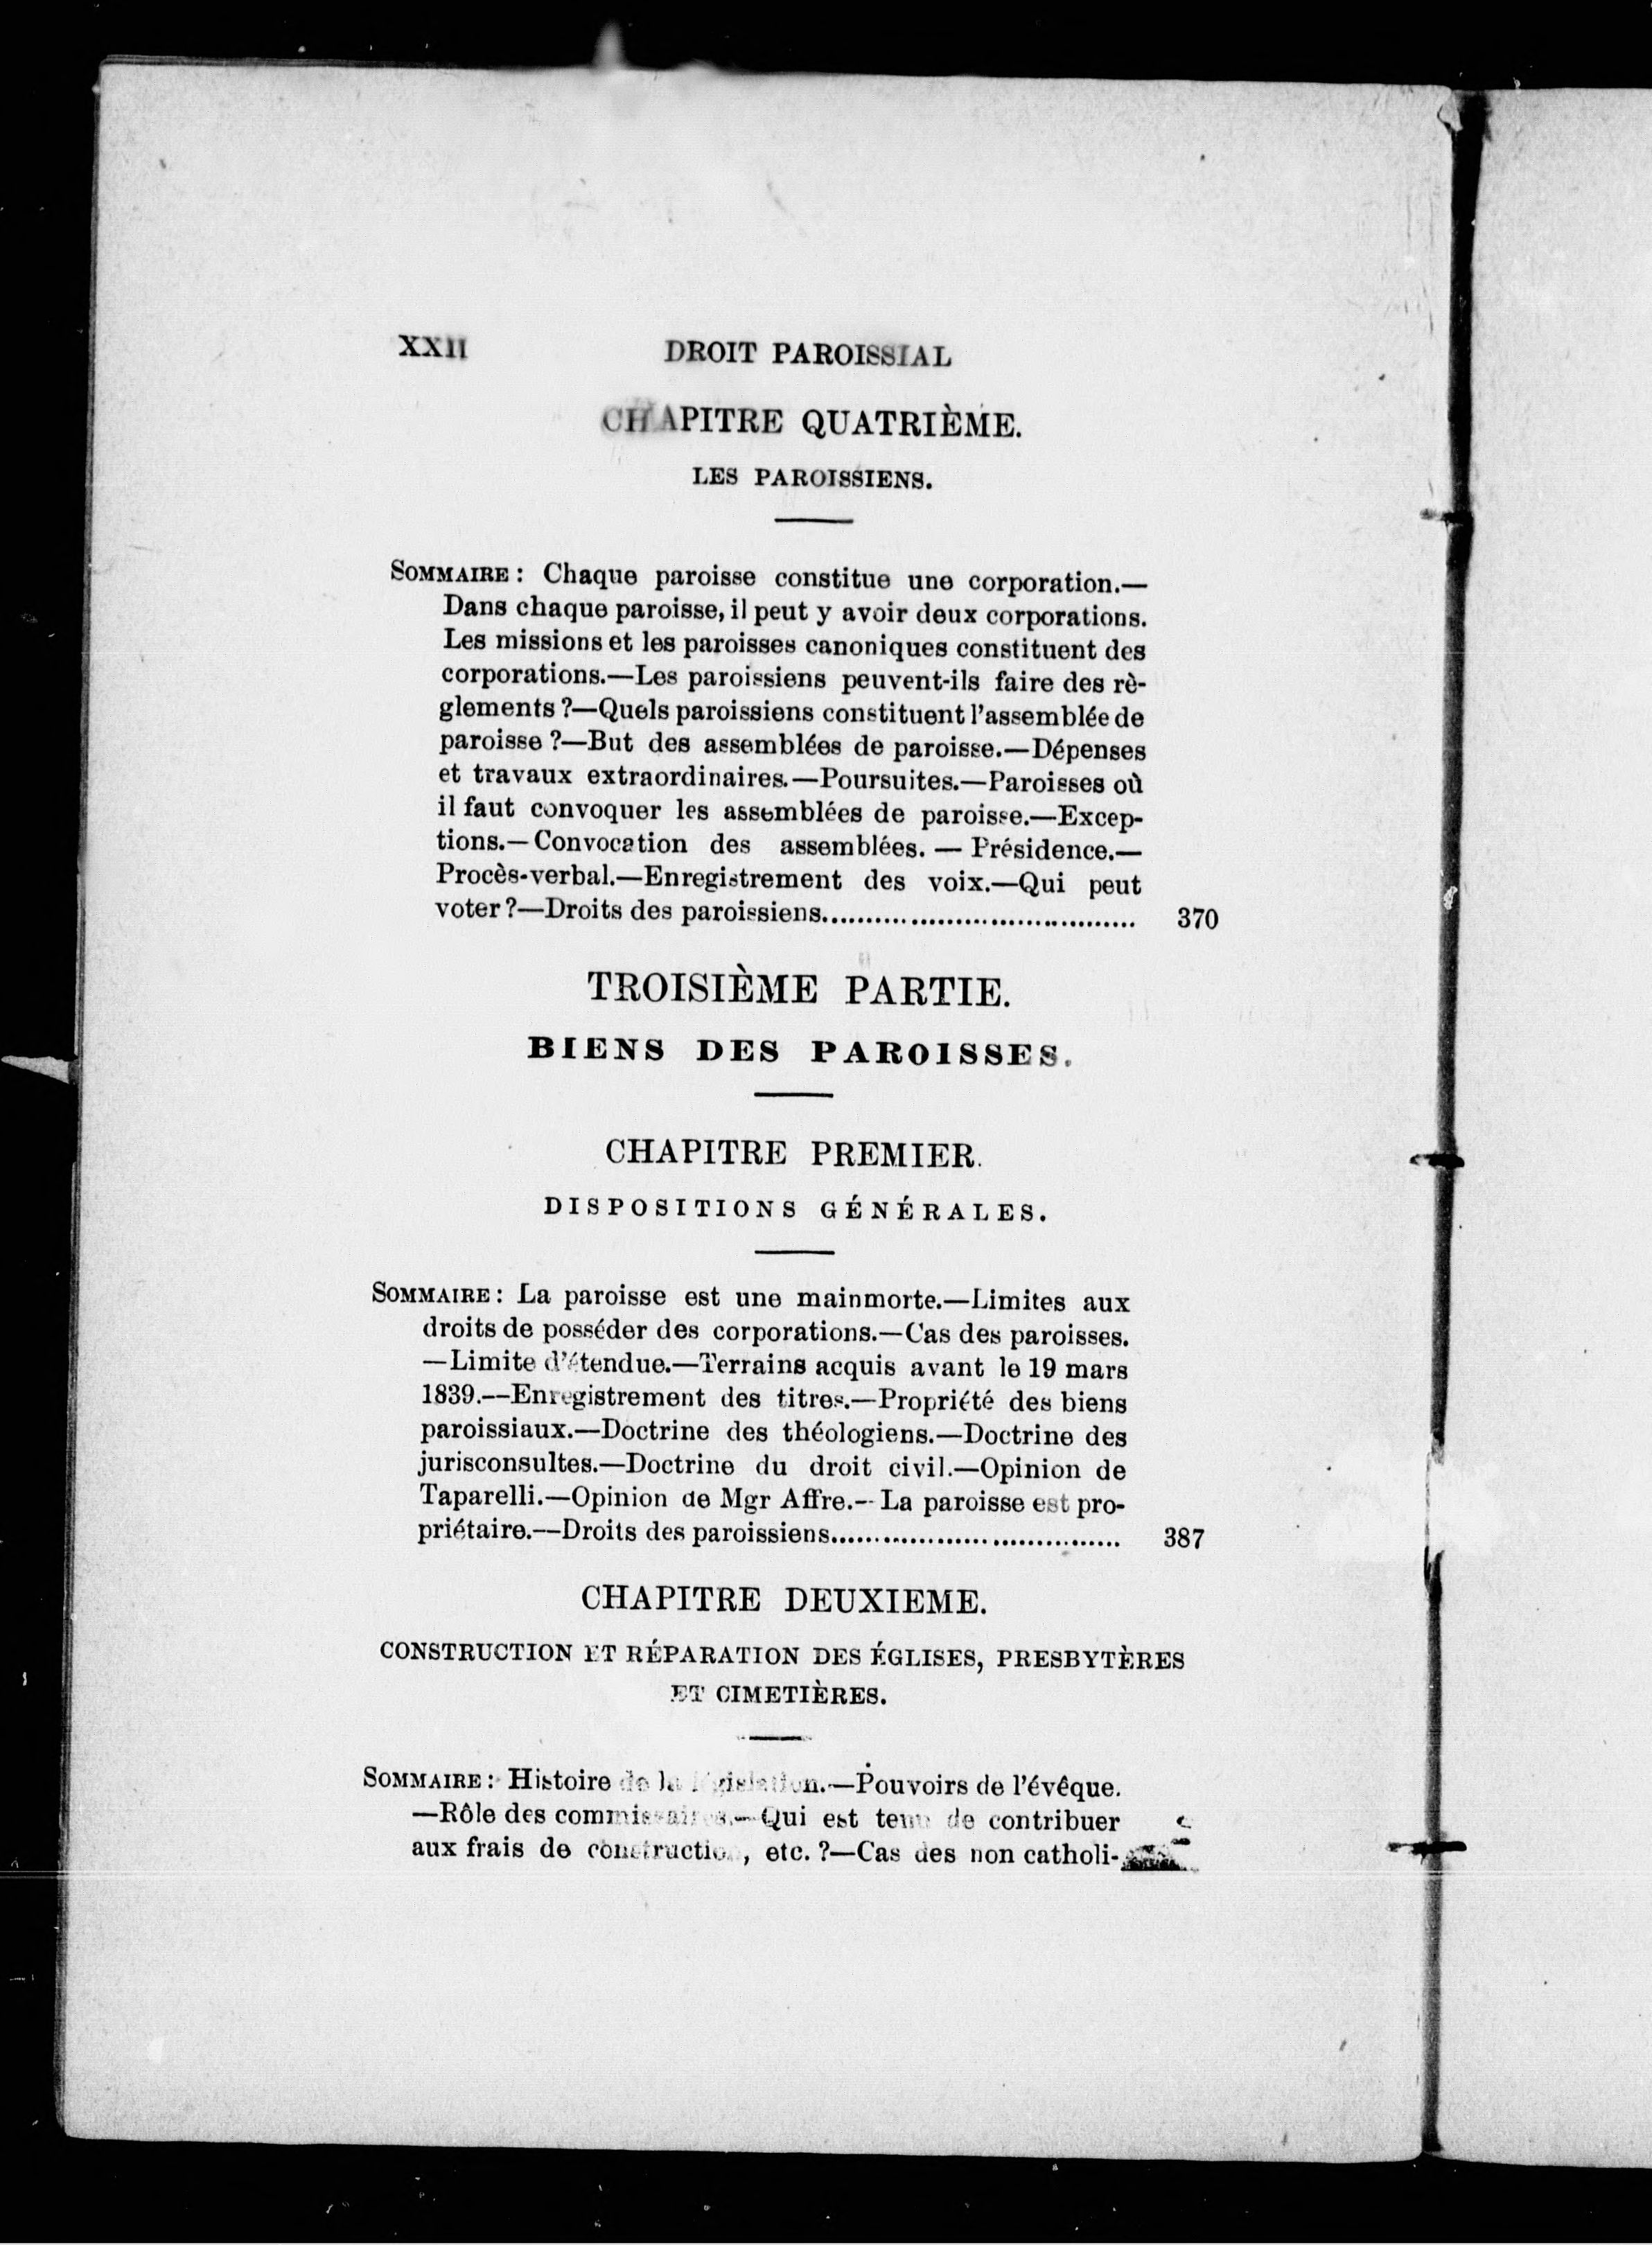 XXII DROIT PAROISSIAL
CHAPITRE QUATRIÈME.
LES PAROISSIENS.
SOMMAIRE : Chaque paroisse constitue une corporation.—
Dans chaque paroisse, il peut y avoir deux corporations.
Les missions et les paroisses canoniques constituent des
corporations.—Les paroissiens peuvent-ils faire des rè-
glements ?—Quels paroissiens constituent l'assemblée de
paroisse ?—But des assemblées de paroisse.—Dépenses
et travaux extraordinaires.—Poursuites.—Paroisses où
il faut convoquer les assemblées de paroisse.—Excep-
tions.—Convocation des assemblées. — Présidence.—
Procès-verbal.—Enregistrement des voix.—Qui peut
voter ?—Droits des paroissiens.................................... 370
TROISIÈME PARTIE.
BIENS DES PAROISSES.
CHAPITRE PREMIER.
DISPOSITIONS GÉNÉRALES.
SOMMAIRE : La paroisse est une mainmorte.—Limites aux
droits de posséder des corporations.—Cas des paroisses.
—Limite d'étendue.—Terrains acquis avant le 19 mars
1839.—Enregistrement des titres.—Propriété des biens
paroissiaux.—Doctrine des théologiens.—Doctrine des
jurisconsultes.—Doctrine du droit civil.—Opinion de
Taparelli.—Opinion de Mgr Affre.—La paroisse est pro-
priétaire.—Droits des paroissiens................................. 387
CHAPITRE DEUXIEME.
CONSTRUCTION ET RÉPARATION DES ÉGLISES, PRESBYTÈRES
ET CIMETIÈRES.
SOMMAIRE : Histoire de la législation.—Pouvoirs de l'évêque.
—Rôle des commissaires.—Qui est tenu de contribuer
aux frais de construction, etc. ?—Cas des non catholi-